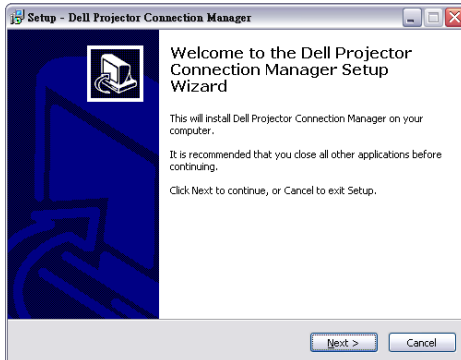 Setup - Dell Projector Connection Manager
Welcome to the Dell Projector
Connection Manager Setup
Wizard
This will install Dell Projector Connection Manager on your
computer.
It is recommended that you close all other applications before
continuing.
Click Next to continue, or Cancel to exit Setup.
Next > Cancel